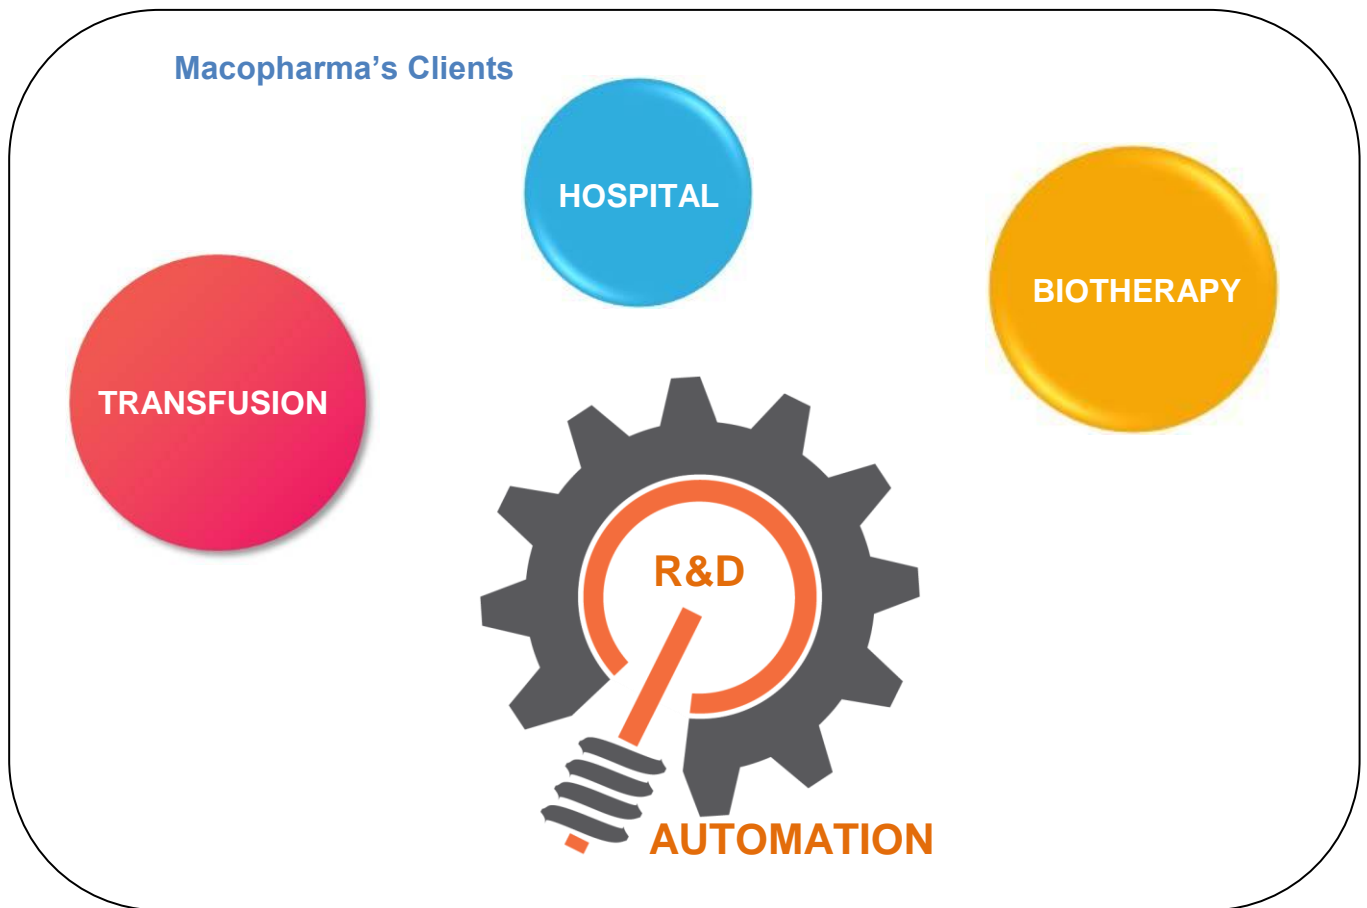 Macopharma’s Clients
HOSPITAL
BIOTHERAPY
TRANSFUSION
R&D
AUTOMATION